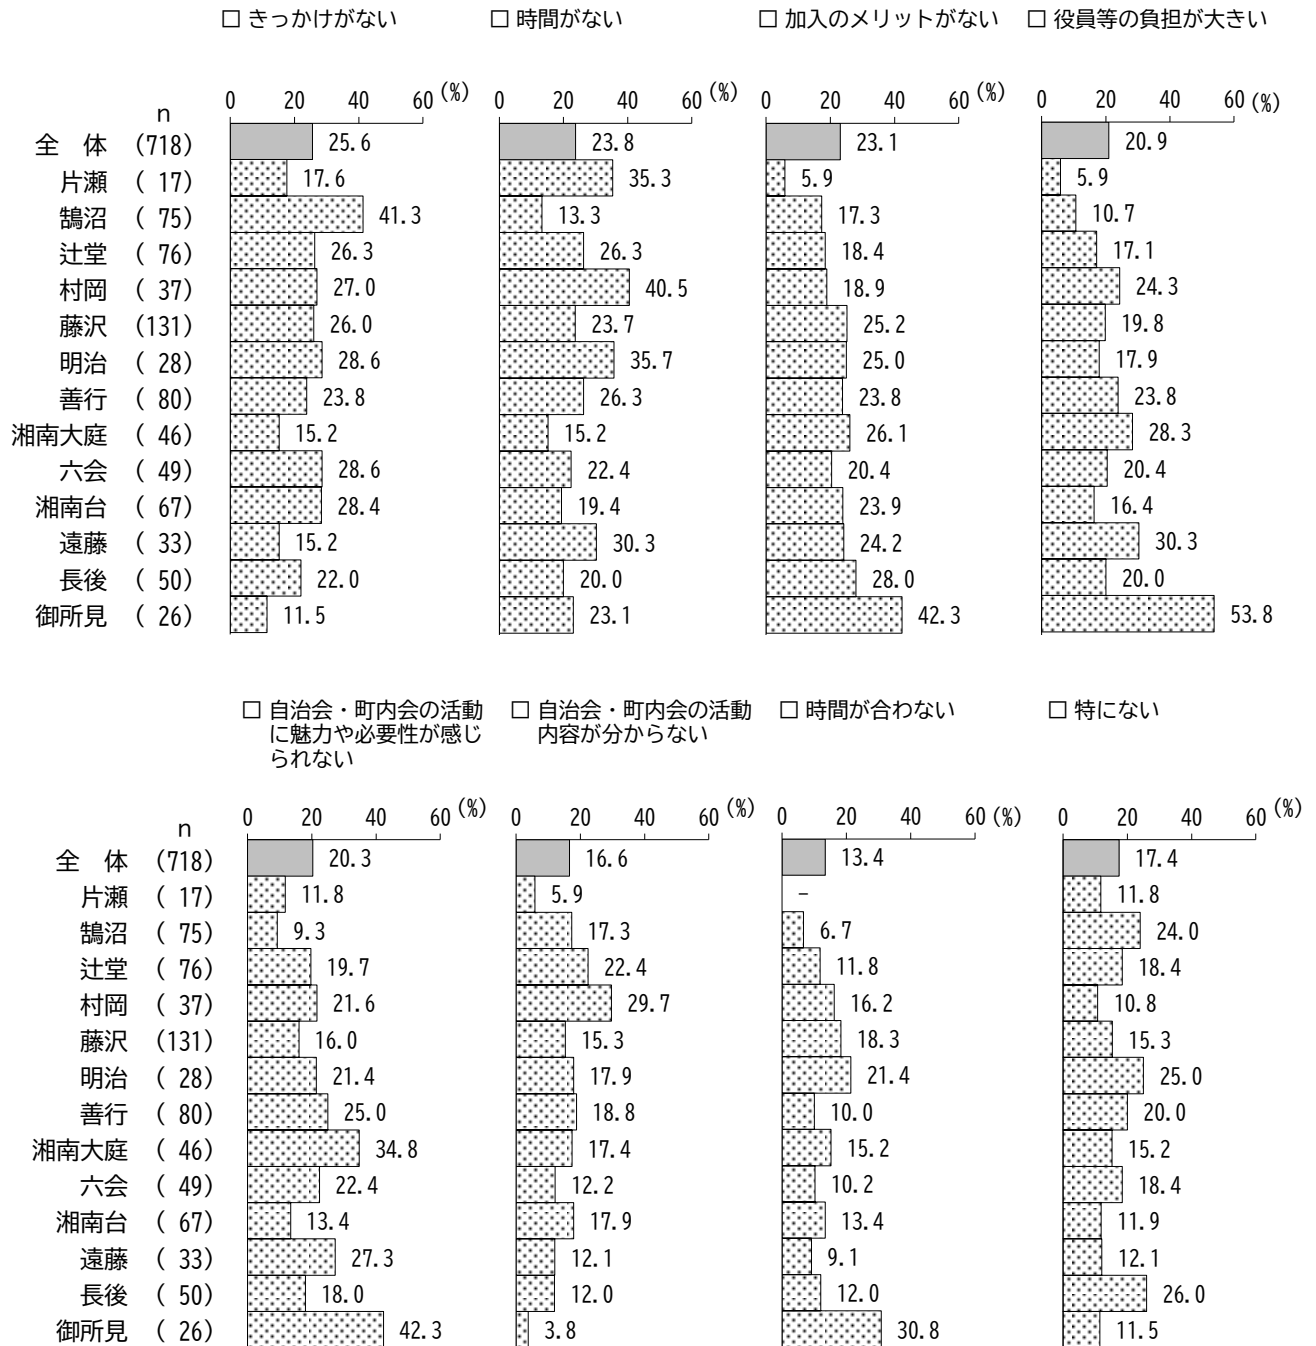 □ きっかけがない □ 時間がない □ 加入のメリットがない □ 役員等の負担が大きい
n 0 20 40 60 (%) 0 20 40 60 (%) 0 20 40 60 (%) 0 20 40 60 (%)
全 体 (718) 25.6 23.8 23.1 20.9
片瀬 ( 17) 17.6 35.3 5.9 5.9
鵠沼 ( 75) 41.3 13.3 17.3 10.7
辻堂 ( 76) 26.3 26.3 18.4 17.1
村岡 ( 37) 27.0 40.5 18.9 24.3
藤沢 (131) 26.0 23.7 25.2 19.8
明治 ( 28) 28.6 35.7 25.0 17.9
善行 ( 80) 23.8 26.3 23.8 23.8
湘南大庭 ( 46) 15.2 15.2 26.1 28.3
六会 ( 49) 28.6 22.4 20.4 20.4
湘南台 ( 67) 28.4 19.4 23.9 16.4
遠藤 ( 33) 15.2 30.3 24.2 30.3
長後 ( 50) 22.0 20.0 28.0 20.0
御所見 ( 26) 11.5 23.1 42.3 53.8
□ 自治会・町内会の活動 □ 自治会・町内会の活動 □ 時間が合わない □ 特にない
に魅力や必要性が感じ 内容が分からない
られない
n 0 20 40 60 (%) 0 20 40 60 (%) 0 20 40 60 (%) 0 20 40 60 (%)
全 体 (718) 20.3 16.6 13.4 17.4
片瀬 ( 17) 11.8 5.9 － 11.8
鵠沼 ( 75) 9.3 17.3 6.7 24.0
辻堂 ( 76) 19.7 22.4 11.8 18.4
村岡 ( 37) 21.6 29.7 16.2 10.8
藤沢 (131) 16.0 15.3 18.3 15.3
明治 ( 28) 21.4 17.9 21.4 25.0
善行 ( 80) 25.0 18.8 10.0 20.0
湘南大庭 ( 46) 34.8 17.4 15.2 15.2
六会 ( 49) 22.4 12.2 10.2 18.4
湘南台 ( 67) 13.4 17.9 13.4 11.9
遠藤 ( 33) 27.3 12.1 9.1 12.1
長後 ( 50) 18.0 12.0 12.0 26.0
御所見 ( 26) 42.3 3.8 30.8 11.5